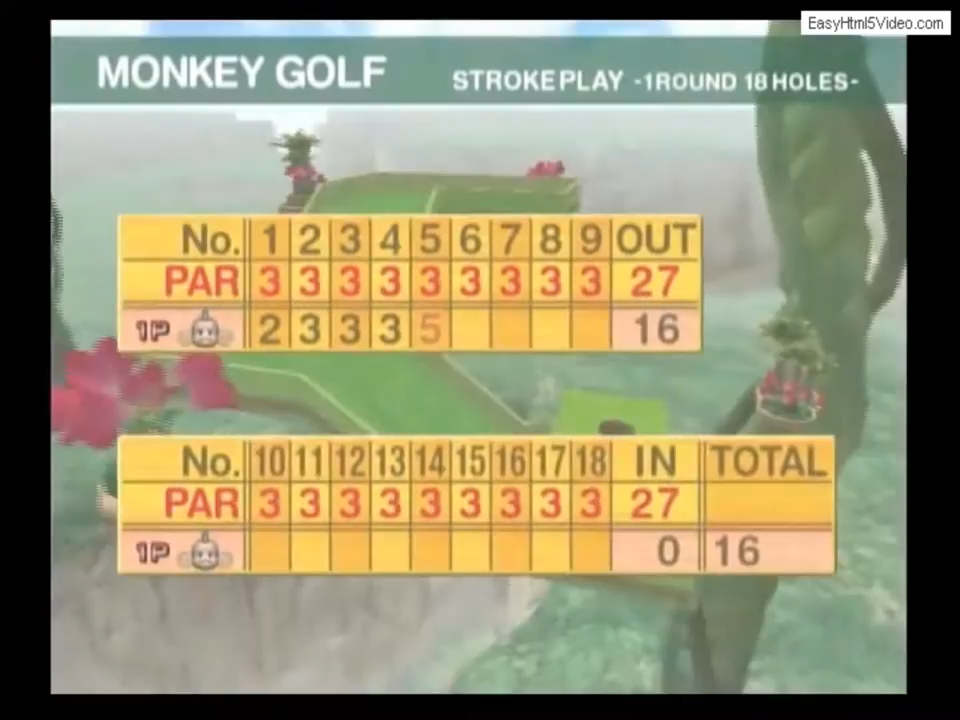 EasyHtml5Video.com
MONKEY GOLF
STROKE PLAY -1ROUND 18HOLES-
No. 1 2 3 4 5 6 7 8 9 OUT
PAR 3 3 3 3 3 3 3 3 3 27
1P 2 3 3 3 5 16
No. 10 11 12 13 14 15 16 17 18 IN TOTAL
PAR 3 3 3 3 3 3 3 3 3 27
1P 0 16